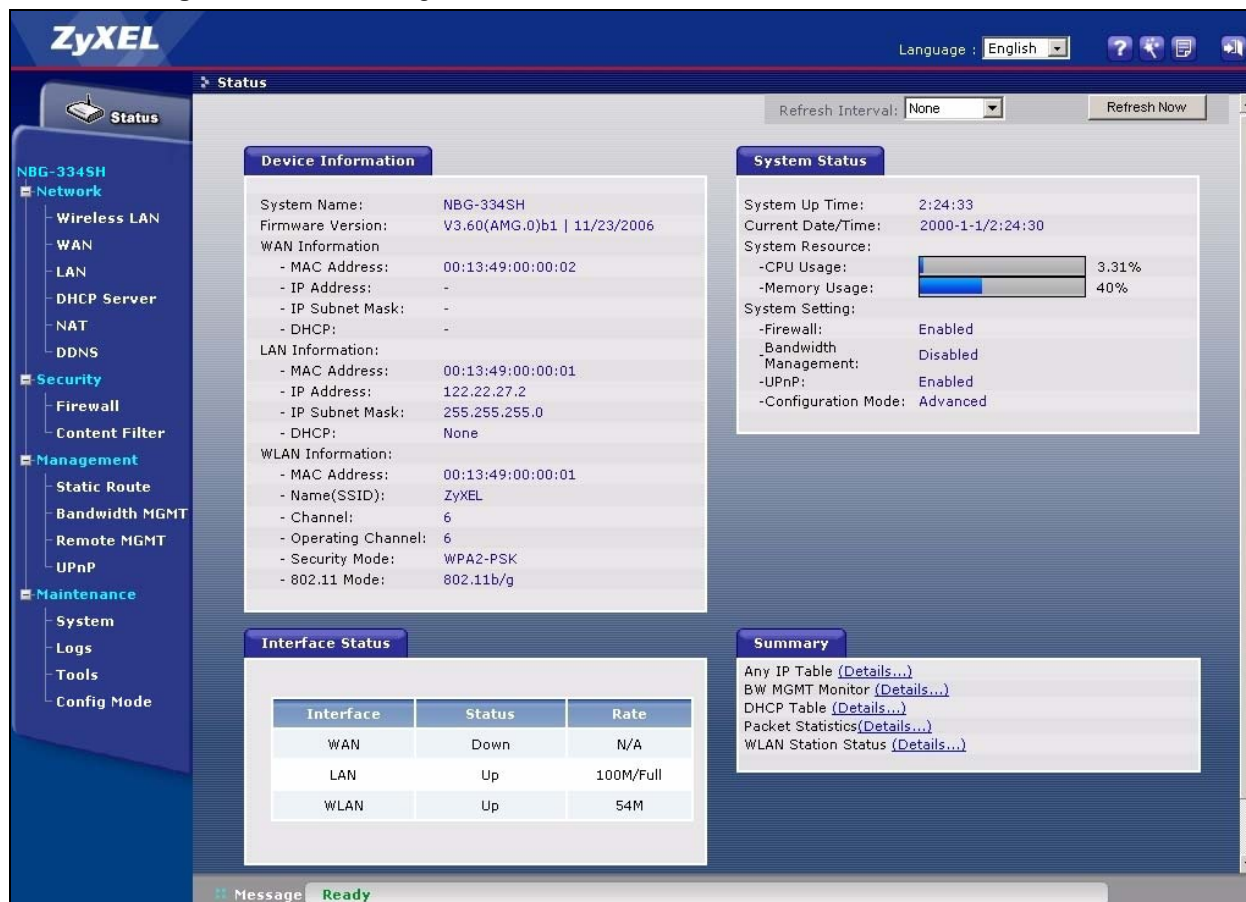 ZyXEL
Language : English
Status
Status
Refresh Interval: None
Refresh Now
NBG-334SH
Network
Wireless LAN
WAN
LAN
DHCP Server
NAT
DDNS
Security
Firewall
Content Filter
Management
Static Route
Bandwidth MGMT
Remote MGMT
UPnP
Maintenance
System
Logs
Tools
Config Mode
Device Information
System Name: NBG-334SH
Firmware Version: V3.60(AMG.0)b1 | 11/23/2006
WAN Information
- MAC Address: 00:13:49:00:00:02
- IP Address: -
- IP Subnet Mask: -
- DHCP: -
LAN Information:
- MAC Address: 00:13:49:00:00:01
- IP Address: 122.22.27.2
- IP Subnet Mask: 255.255.255.0
- DHCP: None
WLAN Information:
- MAC Address: 00:13:49:00:00:01
- Name(SSID): ZyXEL
- Channel: 6
- Operating Channel: 6
- Security Mode: WPA2-PSK
- 802.11 Mode: 802.11b/g
System Status
System Up Time: 2:24:33
Current Date/Time: 2000-1-1/2:24:30
System Resource:
-CPU Usage: 3.31%
-Memory Usage: 40%
System Setting:
-Firewall: Enabled
-Bandwidth Management: Disabled
-UPnP: Enabled
-Configuration Mode: Advanced
Interface Status
Interface Status Rate
WAN Down N/A
LAN Up 100M/Full
WLAN Up 54M
Summary
Any IP Table (Details...)
BW MGMT Monitor (Details...)
DHCP Table (Details...)
Packet Statistics(Details...)
WLAN Station Status (Details...)
Message Ready